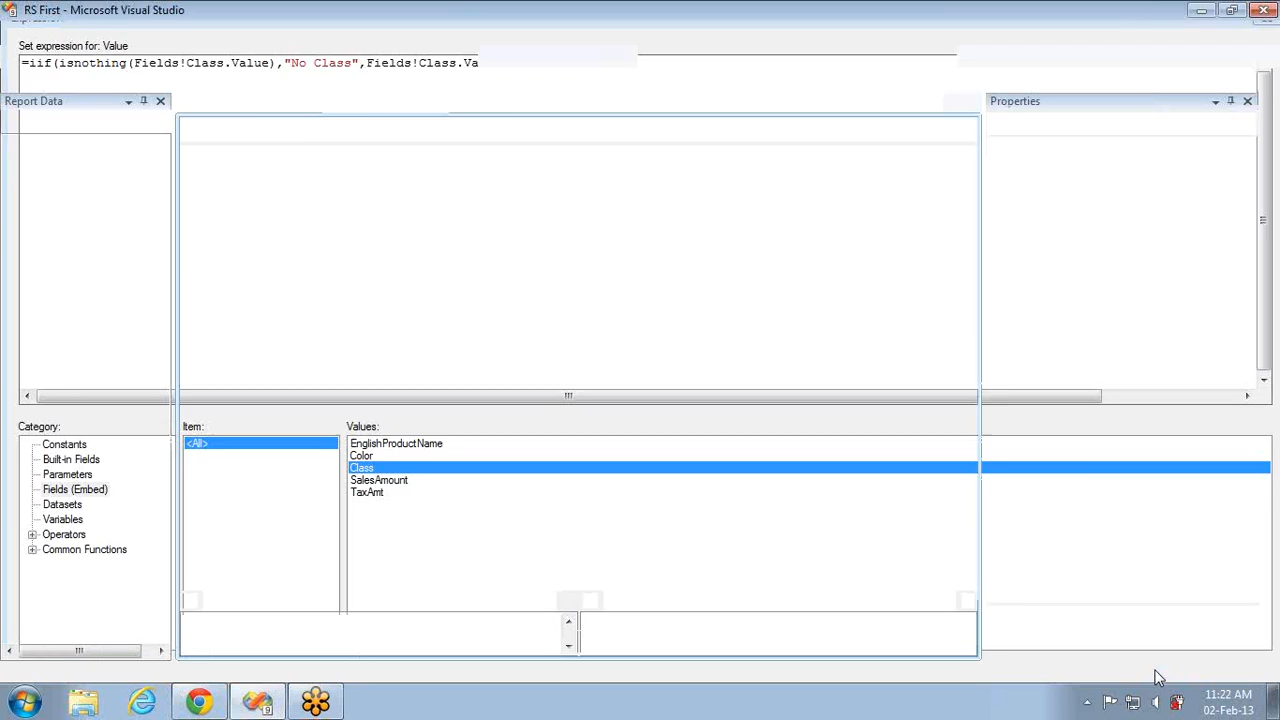 RS First - Microsoft Visual Studio
Set expression for: Value
=iif(isnothing(Fields!Class.Value),"No Class",Fields!Class.Va
Report Data
Properties
Category:
Item:
Values:
Constants
Built-in Fields
Parameters
Fields (Embed)
Datasets
Variables
Operators
Common Functions
<All>
EnglishProductName
Color
Class
SalesAmount
TaxAmt
11:22 AM
02-Feb-13